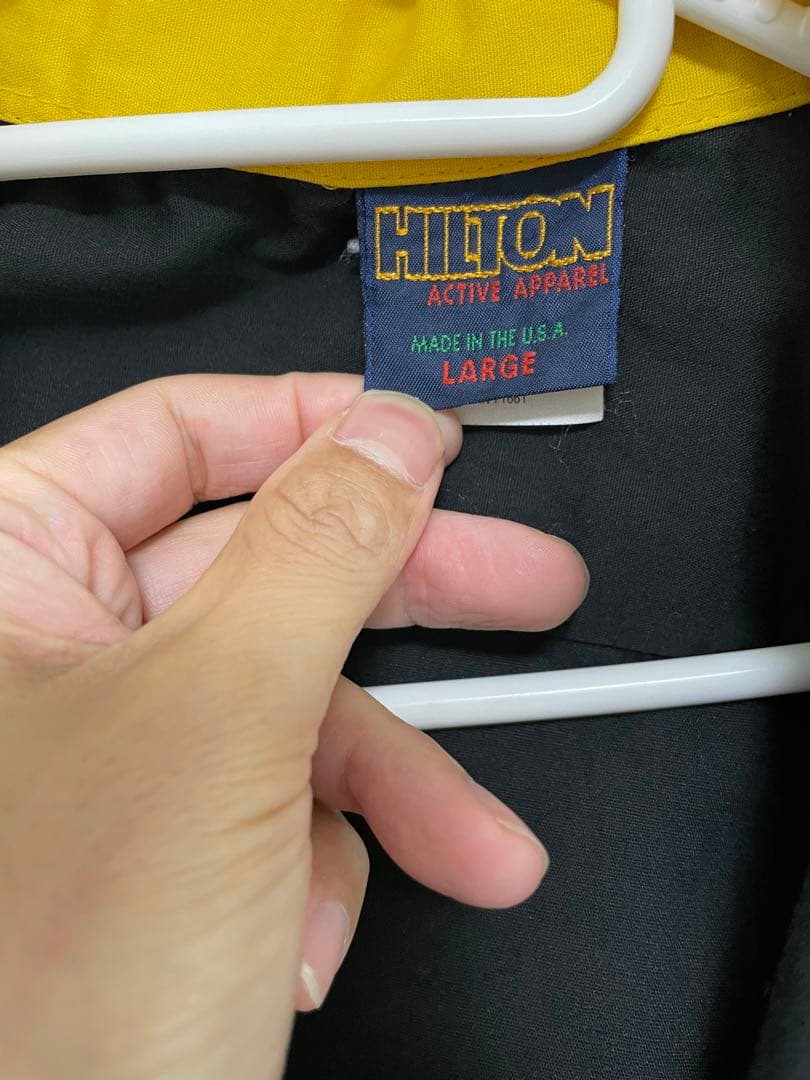 HILTON
ACTIVE APPAREL
MADE IN THE U.S.A.
LARGE